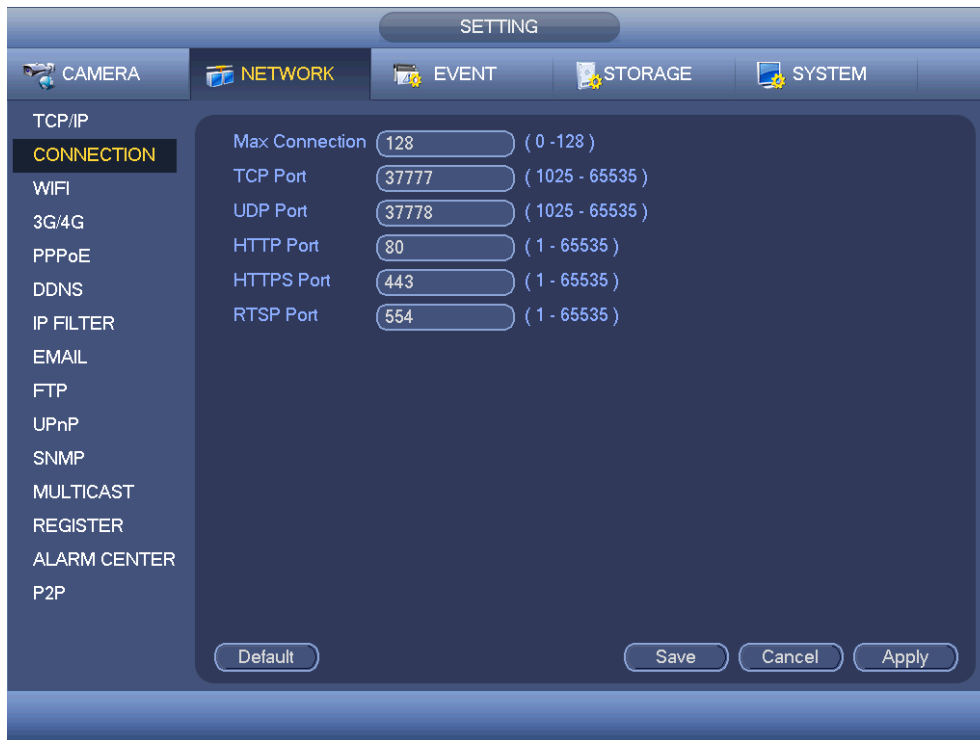 SETTING
CAMERA NETWORK EVENT STORAGE SYSTEM
TCP/IP
CONNECTION
WIFI
3G/4G
PPPoE
DDNS
IP FILTER
EMAIL
FTP
UPnP
SNMP
MULTICAST
REGISTER
ALARM CENTER
P2P
Max Connection 128 ( 0 -128 )
TCP Port 37777 ( 1025 - 65535 )
UDP Port 37778 ( 1025 - 65535 )
HTTP Port 80 ( 1 - 65535 )
HTTPS Port 443 ( 1 - 65535 )
RTSP Port 554 ( 1 - 65535 )
Default Save Cancel Apply